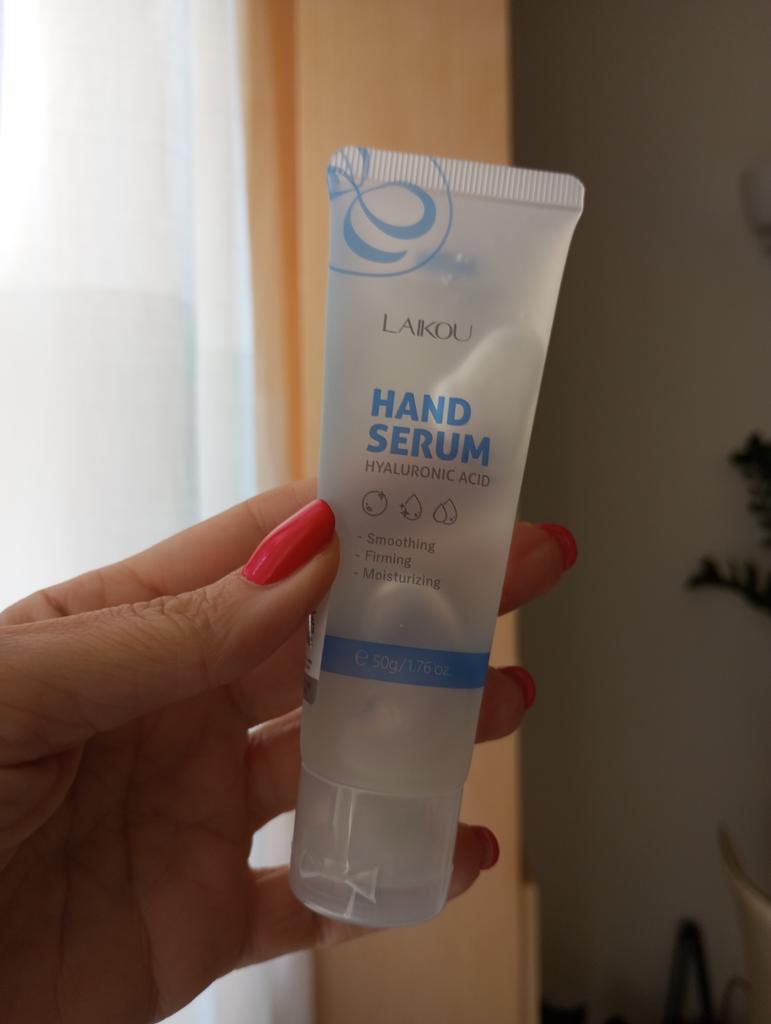 LAIKOU
HAND
SERUM
HYALURONIC ACID
- Smoothing
- Firming
- Moisturizing
℮ 50g/1.76 oz.